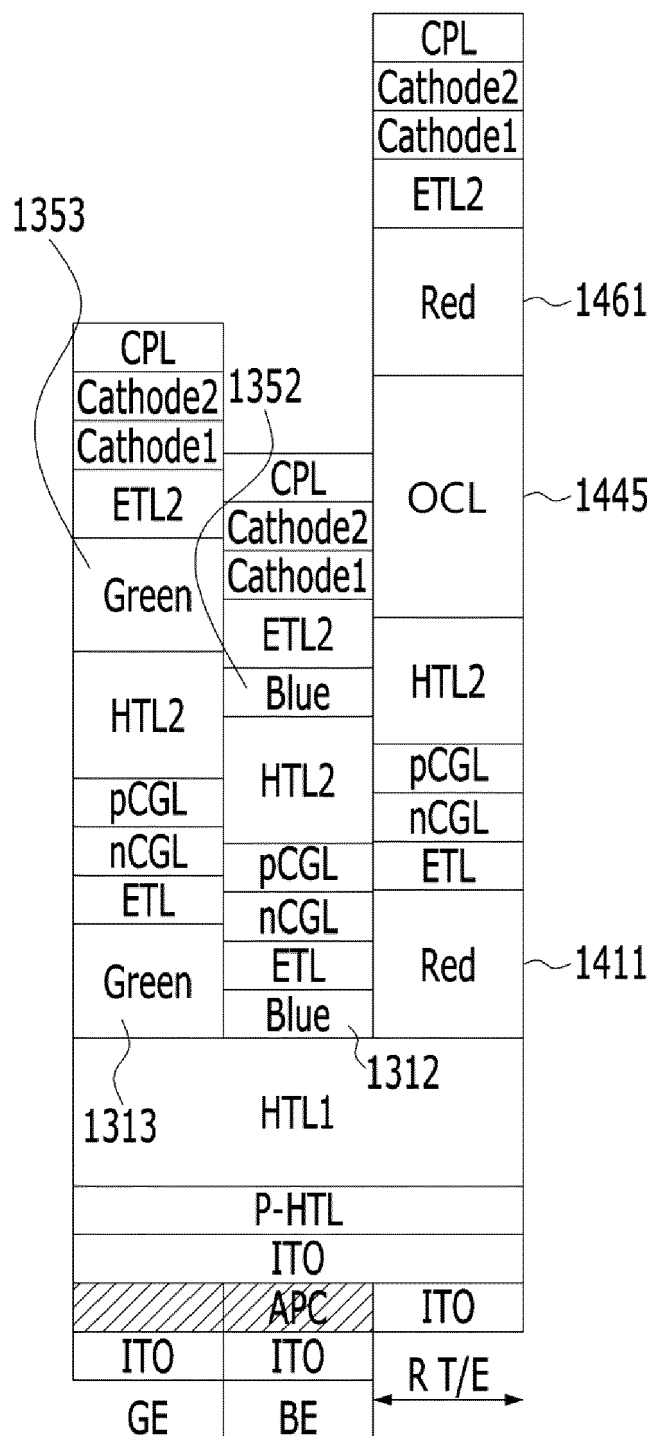 CPL
Cathode2
Cathode1
ETL2
1353
Red
1461
CPL
1352
Cathode2
Cathode1
CPL
ETL2
Cathode2
OCL
1445
Green
Cathode1
ETL2
HTL2
Blue
HTL2
HTL2
pCGL
pCGL
nCGL
nCGL
pCGL
ETL
ETL
nCGL
Green
ETL
Red
1411
Blue
1312
1313
HTL1
P-HTL
ITO
APC
ITO
ITO
ITO
R T/E
GE
BE